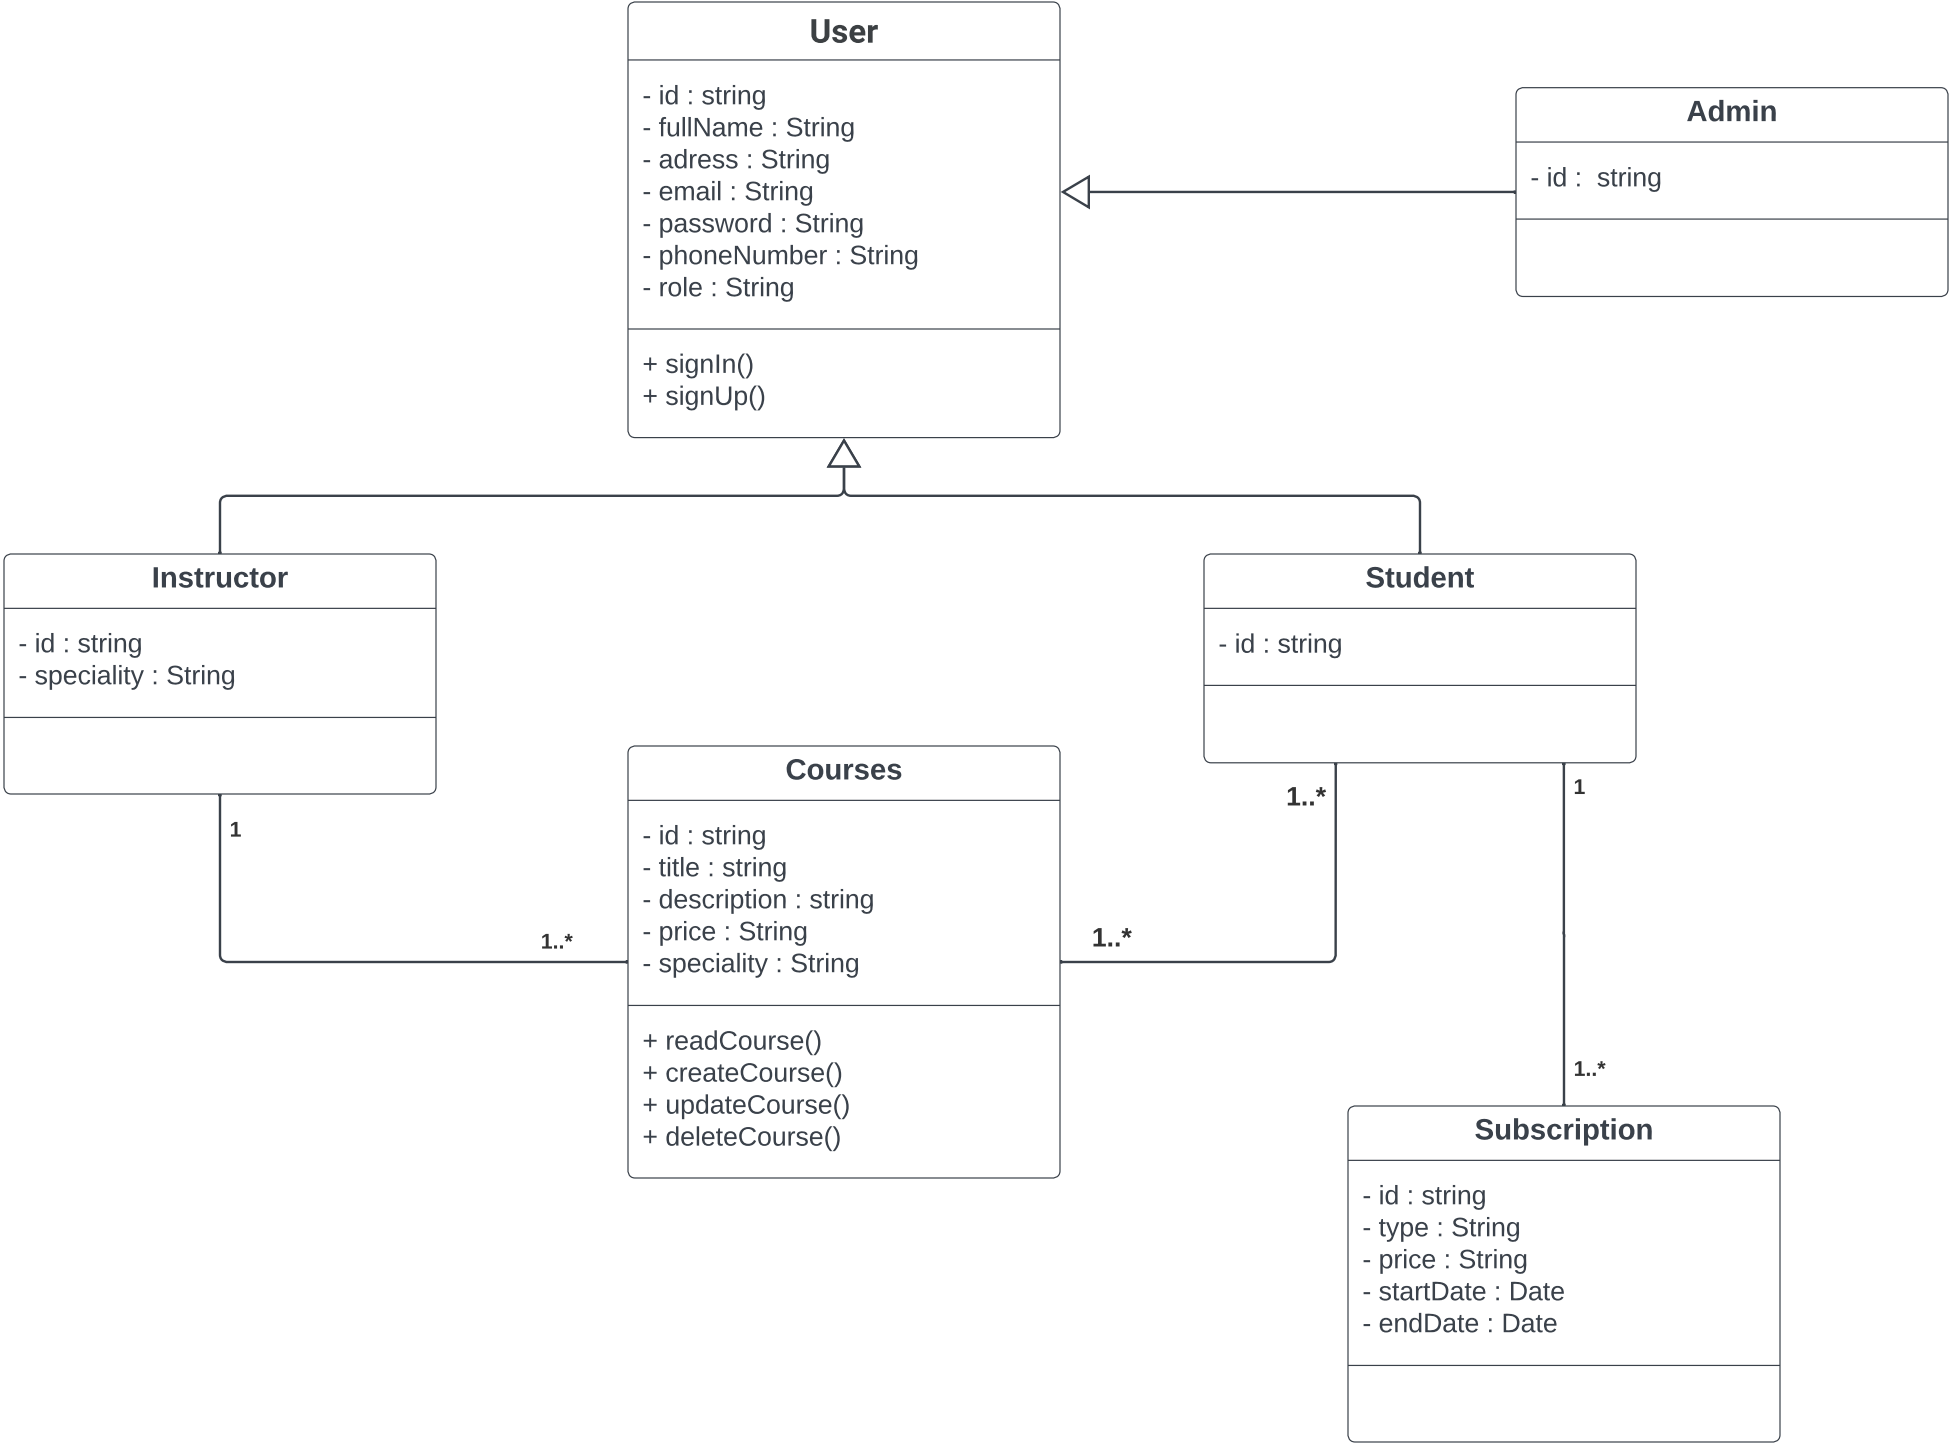 User
- id : string
- fullName : String
- adress : String
- email : String
- password : String
- phoneNumber : String
- role : String
+ signIn()
+ signUp()
Admin
- id :  string
Instructor
- id : string
- speciality : String
1
1..*
Student
- id : string
1..*
1..*
1
1..*
Courses
- id : string
- title : string
- description : string
- price : String
- speciality : String
+ readCourse()
+ createCourse()
+ updateCourse()
+ deleteCourse()
Subscription
- id : string
- type : String
- price : String
- startDate : Date
- endDate : Date